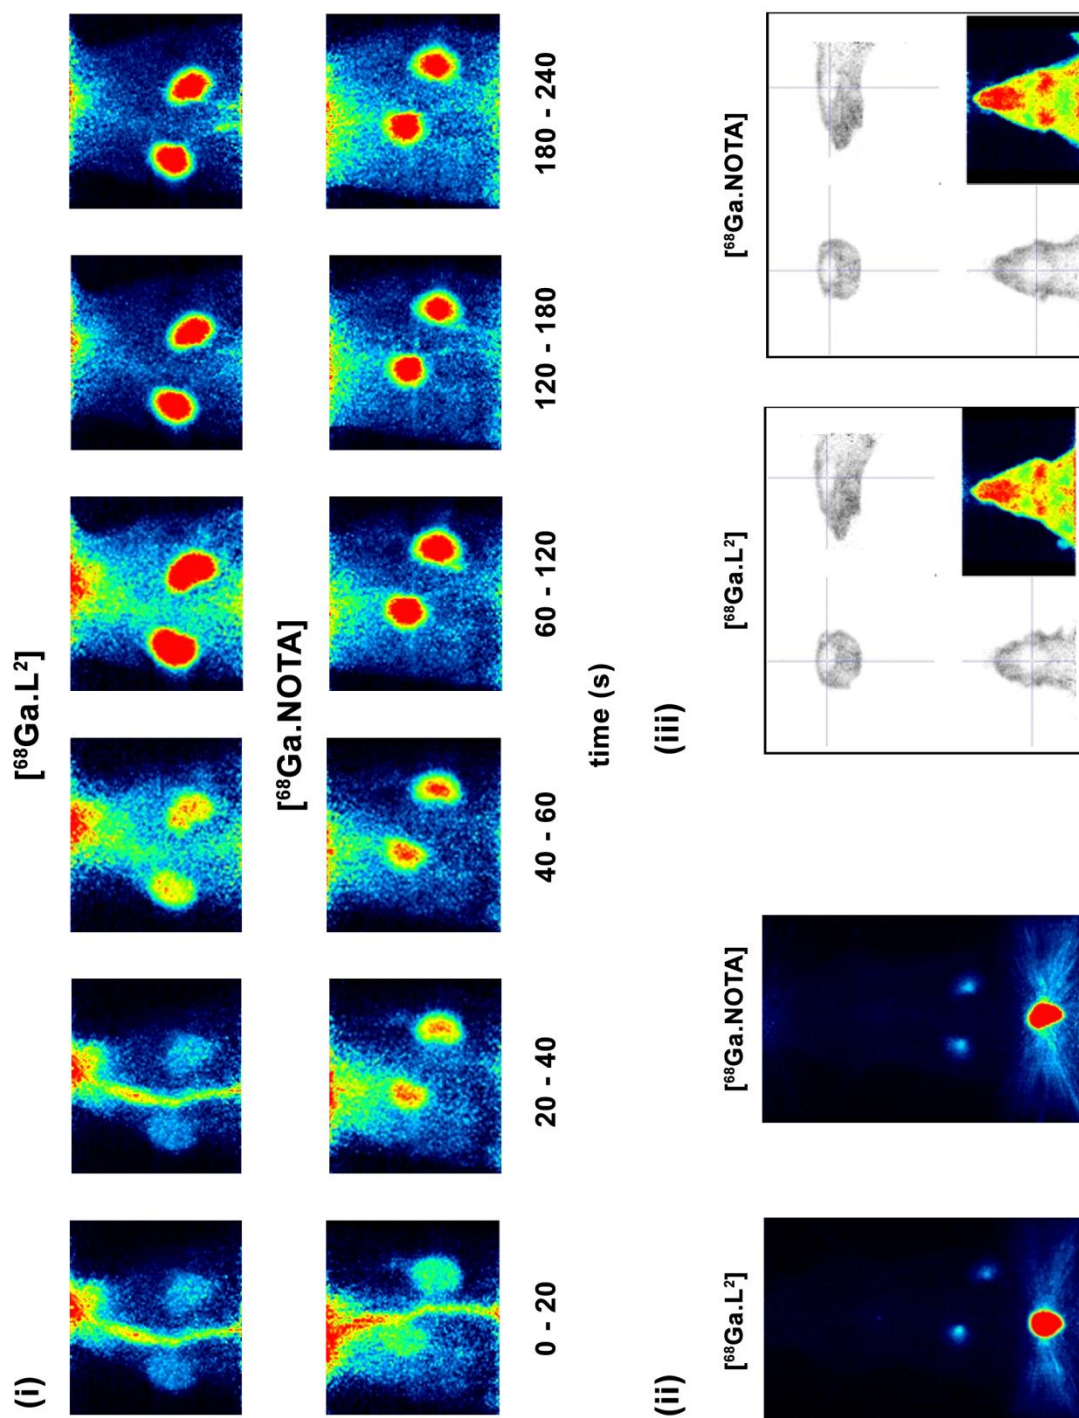 (i)
[⁶⁸Ga.L²]
[⁶⁸Ga.NOTA]
0 - 20
20 - 40
40 - 60
60 - 120
120 - 180
180 - 240
time (s)
(ii)
[⁶⁸Ga.L²]
[⁶⁸Ga.NOTA]
(iii)
[⁶⁸Ga.L²]
[⁶⁸Ga.NOTA]